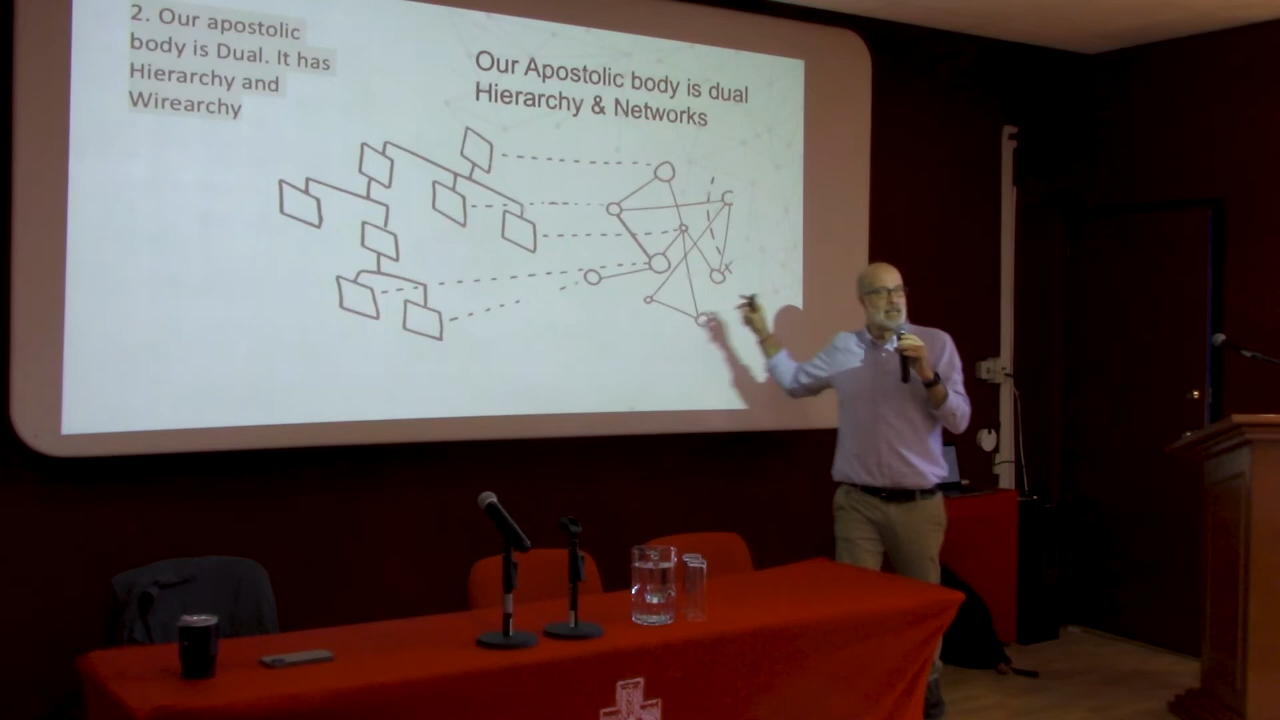 2. Our apostolic
body is Dual. It has
Hierarchy and
Wirearchy
Our Apostolic body is dual
Hierarchy & Networks